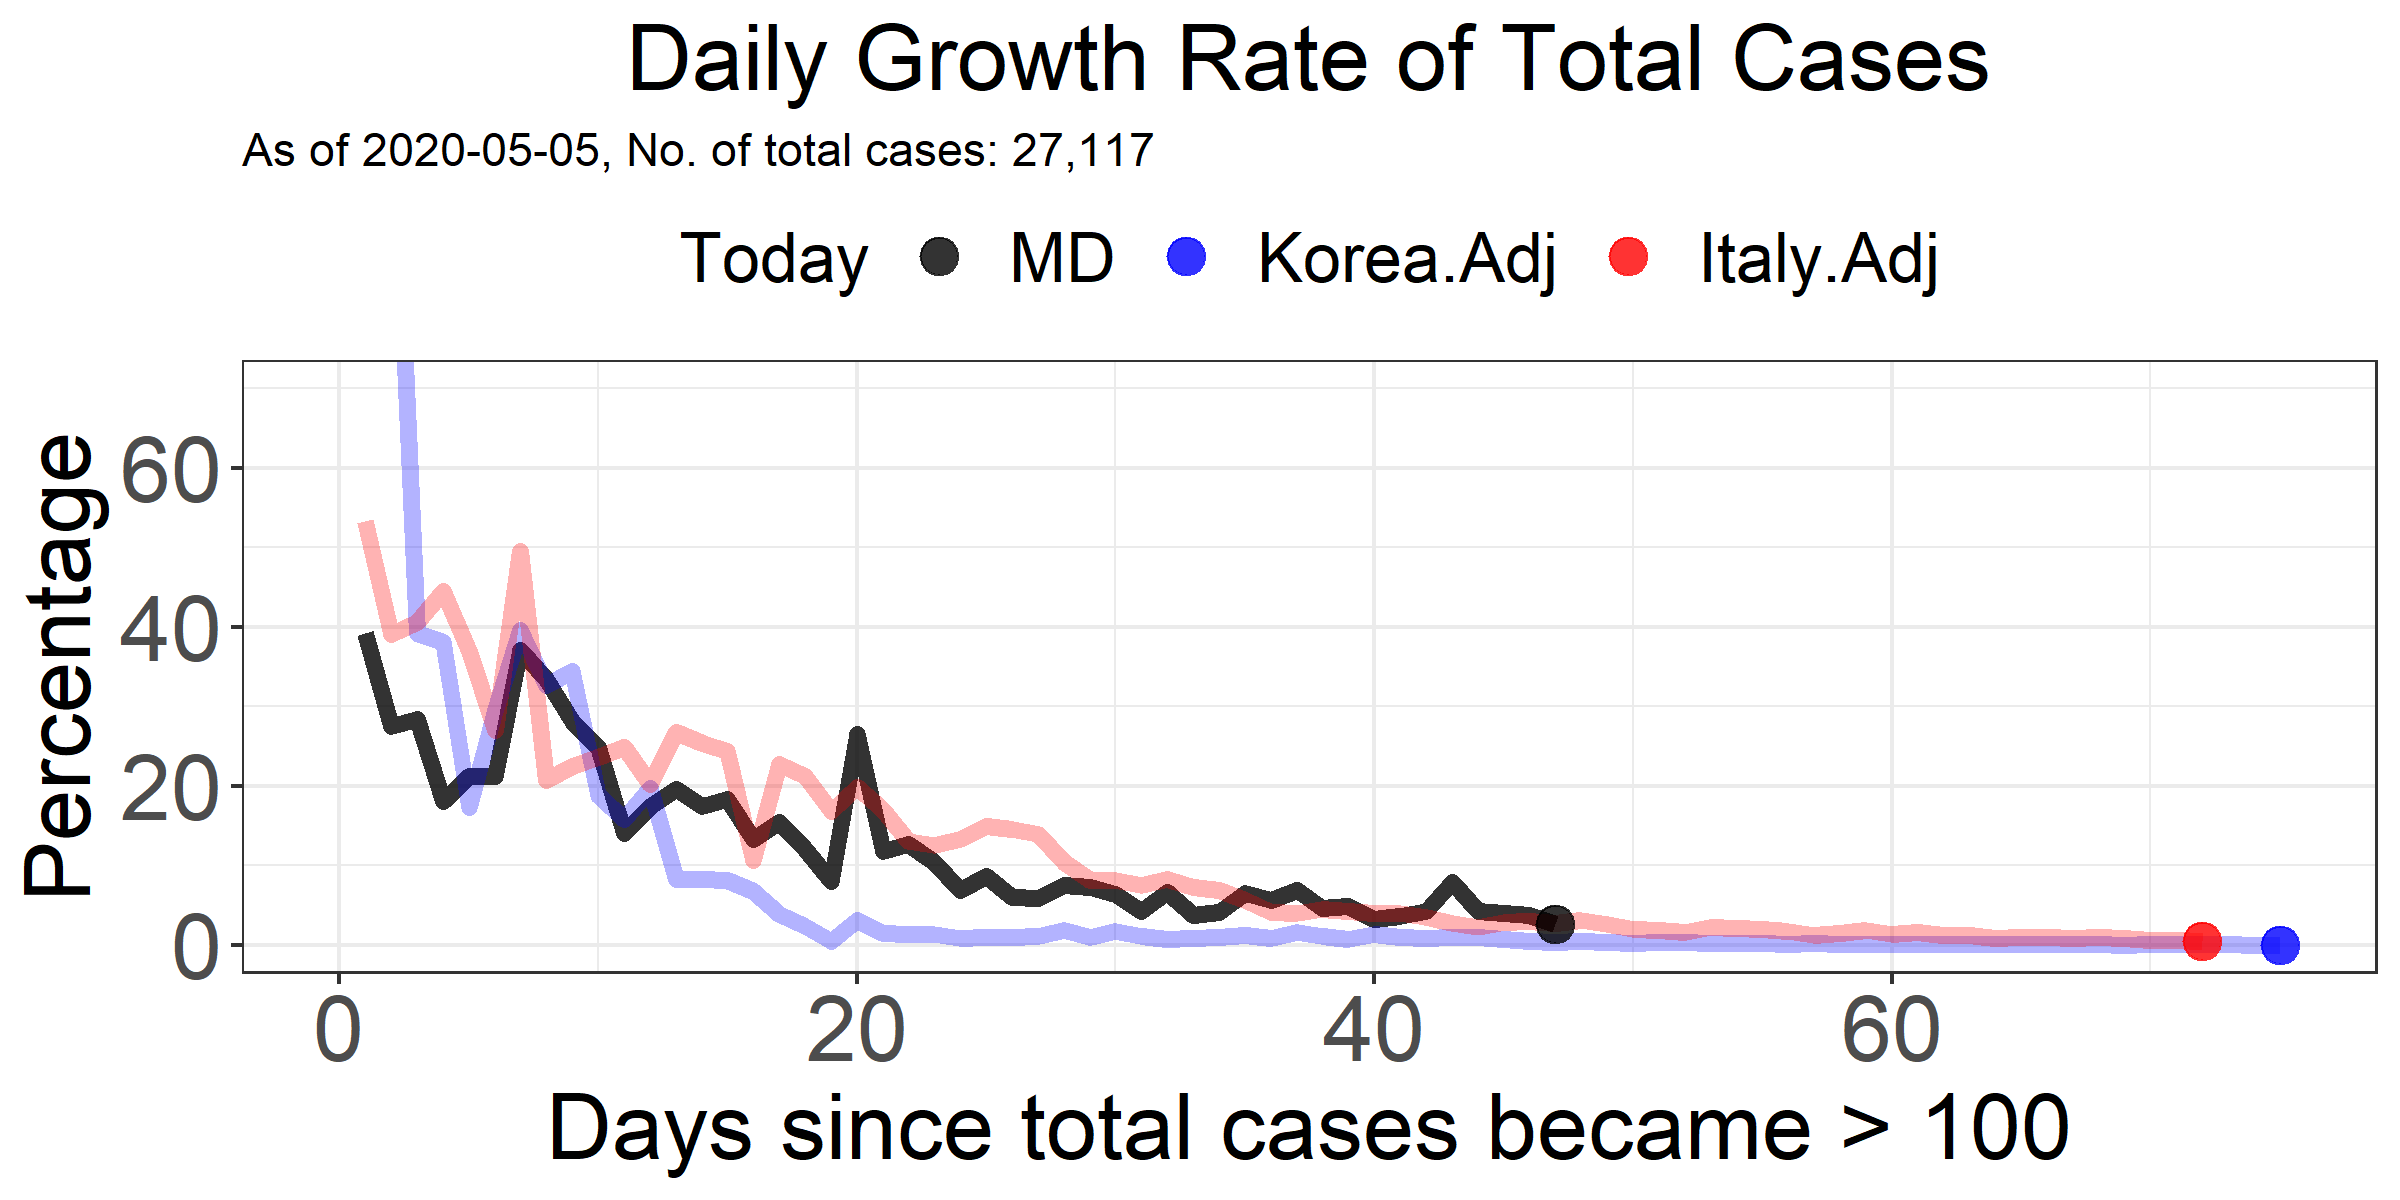 Daily Growth Rate of Total Cases
As of 2020-05-05, No. of total cases: 27,117
Today MD Korea.Adj Italy.Adj
Percentage
60
40
20
0
0 20 40 60
Days since total cases became > 100